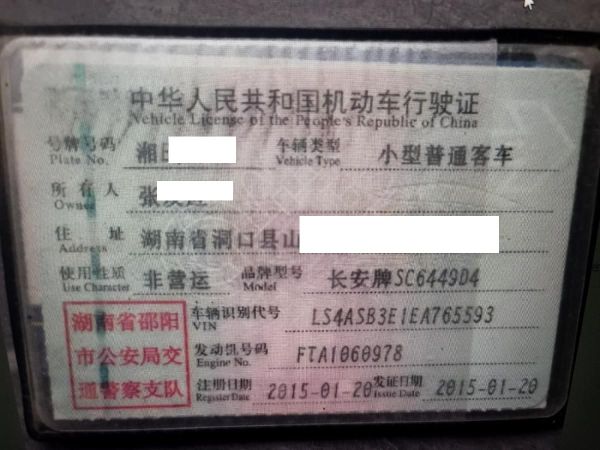 中华人民共和国机动车行驶证
Vehicle License of the People's Republic of China
号牌号码 湘 车辆类型 小型普通客车
Plate No. Vehicle Type
所有人 张
Owner
住址 湖南省洞口县山
Address
使用性质 非营运 品牌型号 长安牌SC6449D4
Use Character Model
湖南省邵阳
市公安局交
通警察支队
车辆识别代号 LS4ASB3E1EA765593
VIN
发动机号码 FTA1060978
Engine No.
注册日期 2015-01-20 发证日期 2015-01-20
Register Date Issue Date